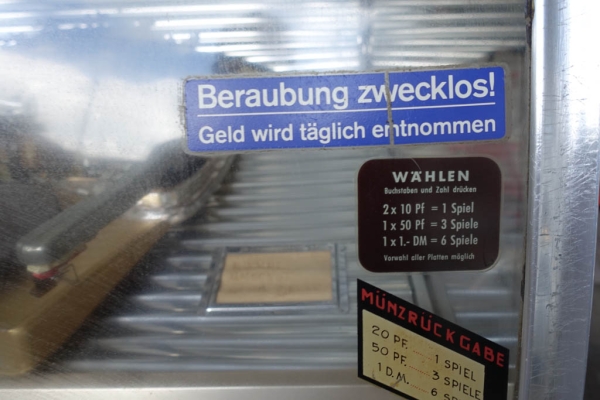 Beraubung zwecklos!
Geld wird täglich entnommen
WÄHLEN
Buchstaben und Zahl drücken
2 x 10 Pf = 1 Spiel
1 x 50 Pf = 3 Spiele
1 x 1.- DM = 6 Spiele
Vorwahl aller Platten möglich
MÜNZRÜCKGABE
20 PF. 1 SPIEL
50 PF. 3 SPIELE
1 D.M. 6